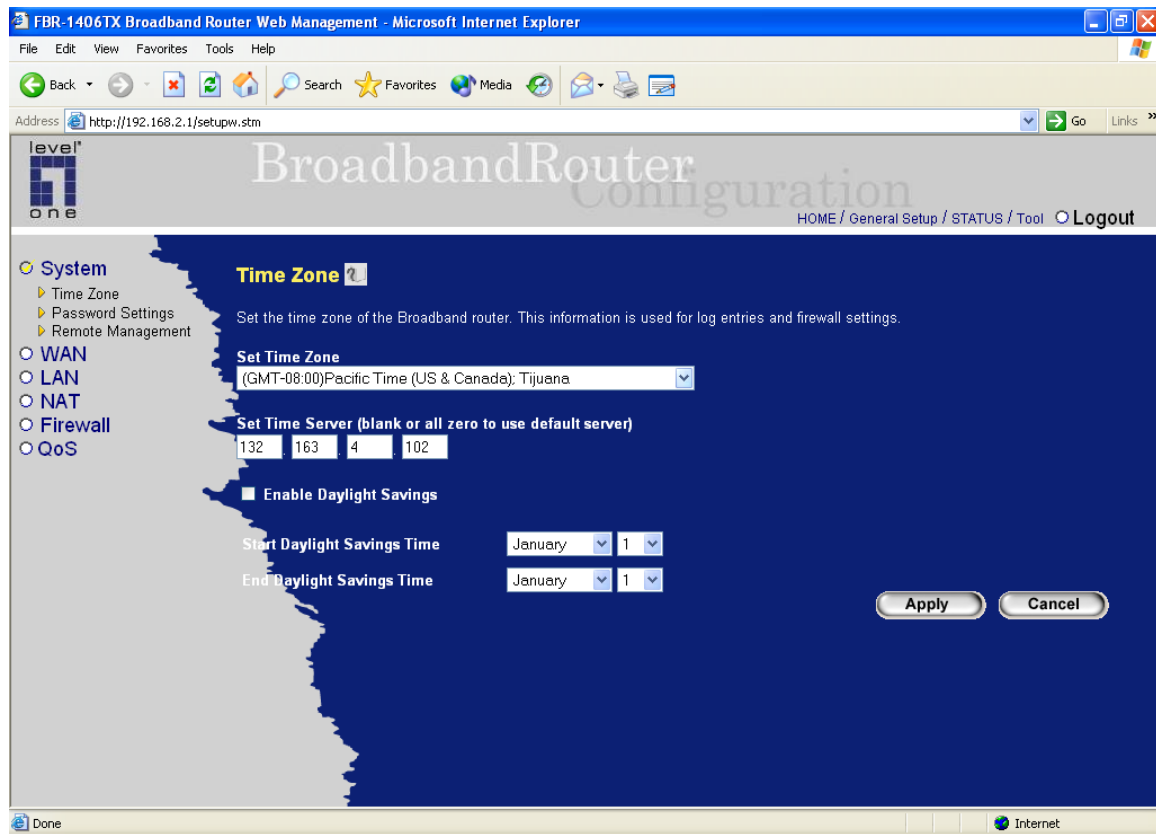 FBR-1406TX Broadband Router Web Management - Microsoft Internet Explorer
File Edit View Favorites Tools Help
Back Search Favorites Media
Address http://192.168.2.1/setupw.stm Go Links »
level one
BroadbandRouter
Configuration
HOME / General Setup / STATUS / Tool Logout
System
Time Zone
Password Settings
Remote Management
WAN
LAN
NAT
Firewall
QoS
Time Zone
Set the time zone of the Broadband router. This information is used for log entries and firewall settings.
Set Time Zone
(GMT-08:00)Pacific Time (US & Canada); Tijuana
Set Time Server (blank or all zero to use default server)
132 . 163 . 4 . 102
Enable Daylight Savings
Start Daylight Savings Time January 1
End Daylight Savings Time January 1
Apply Cancel
Done Internet